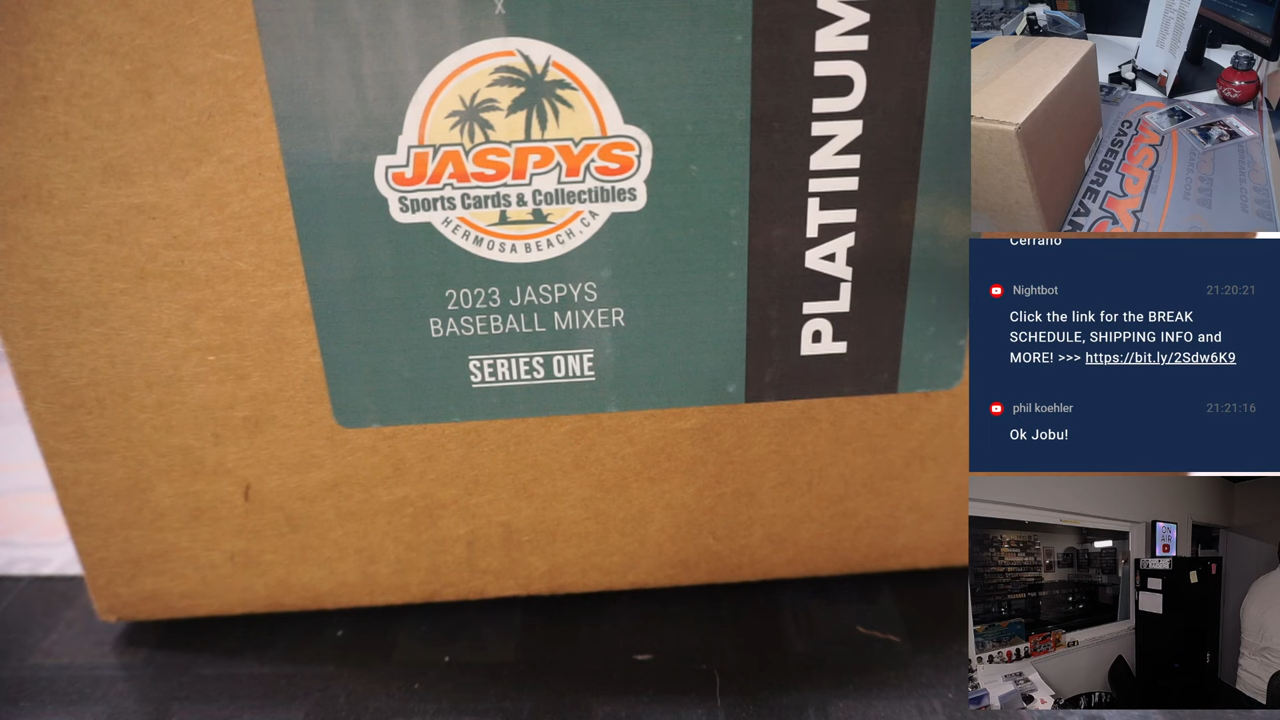 X
JASPYS
Sports Cards & Collectibles
HERMOSA BEACH, CA
2023 JASPYS
BASEBALL MIXER
SERIES ONE
PLATINUM
JASPYS
CASEBREAK
Cerrano
Nightbot 21:20:21
Click the link for the BREAK
SCHEDULE, SHIPPING INFO and
MORE! >>> https://bit.ly/2Sdw6K9
phil koehler 21:21:16
Ok Jobu!
ON
AIR